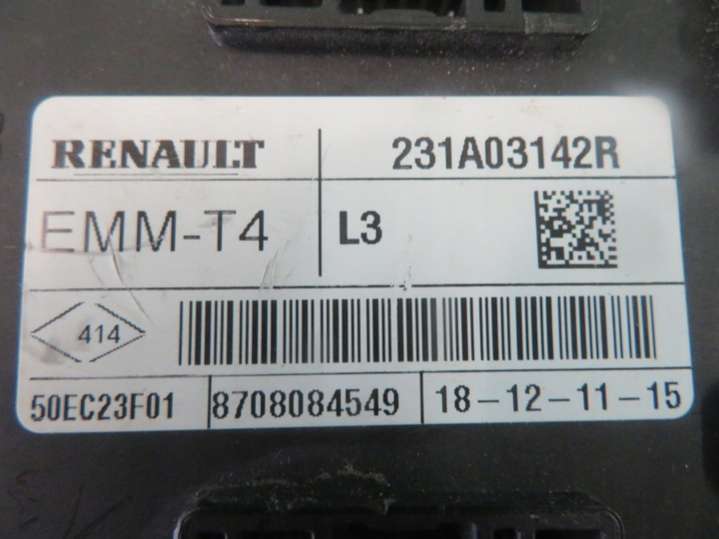 RENAULT 231A03142R
EMM-T4 L3
414
50EC23F01 8708084549 18-12-11-15